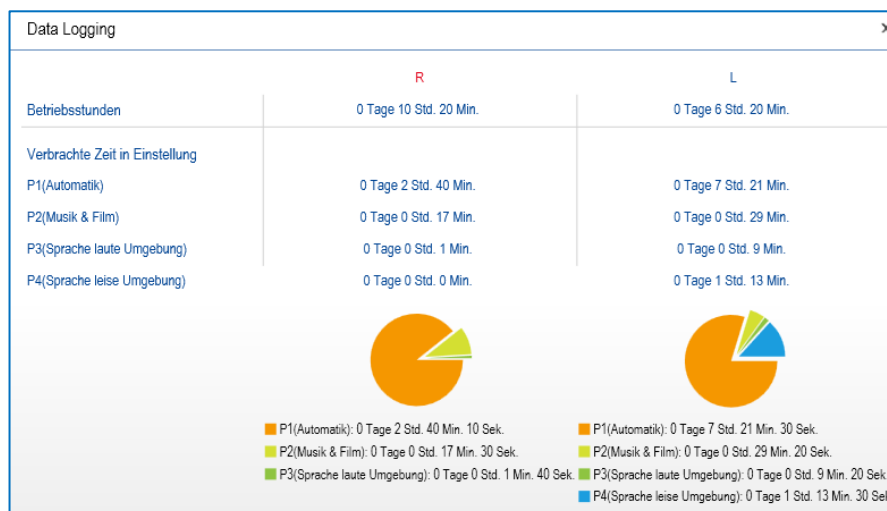 Data Logging x
R L
Betriebsstunden 0 Tage 10 Std. 20 Min. 0 Tage 6 Std. 20 Min.
Verbrachte Zeit in Einstellung
P1(Automatik) 0 Tage 2 Std. 40 Min. 0 Tage 7 Std. 21 Min.
P2(Musik & Film) 0 Tage 0 Std. 17 Min. 0 Tage 0 Std. 29 Min.
P3(Sprache laute Umgebung) 0 Tage 0 Std. 1 Min. 0 Tage 0 Std. 9 Min.
P4(Sprache leise Umgebung) 0 Tage 0 Std. 0 Min. 0 Tage 1 Std. 13 Min.
P1(Automatik): 0 Tage 2 Std. 40 Min. 10 Sek. P1(Automatik): 0 Tage 7 Std. 21 Min. 30 Sek.
P2(Musik & Film): 0 Tage 0 Std. 17 Min. 30 Sek. P2(Musik & Film): 0 Tage 0 Std. 29 Min. 20 Sek.
P3(Sprache laute Umgebung): 0 Tage 0 Std. 1 Min. 40 Sek. P3(Sprache laute Umgebung): 0 Tage 0 Std. 9 Min. 20 Sek.
P4(Sprache leise Umgebung): 0 Tage 1 Std. 13 Min. 30 Sek